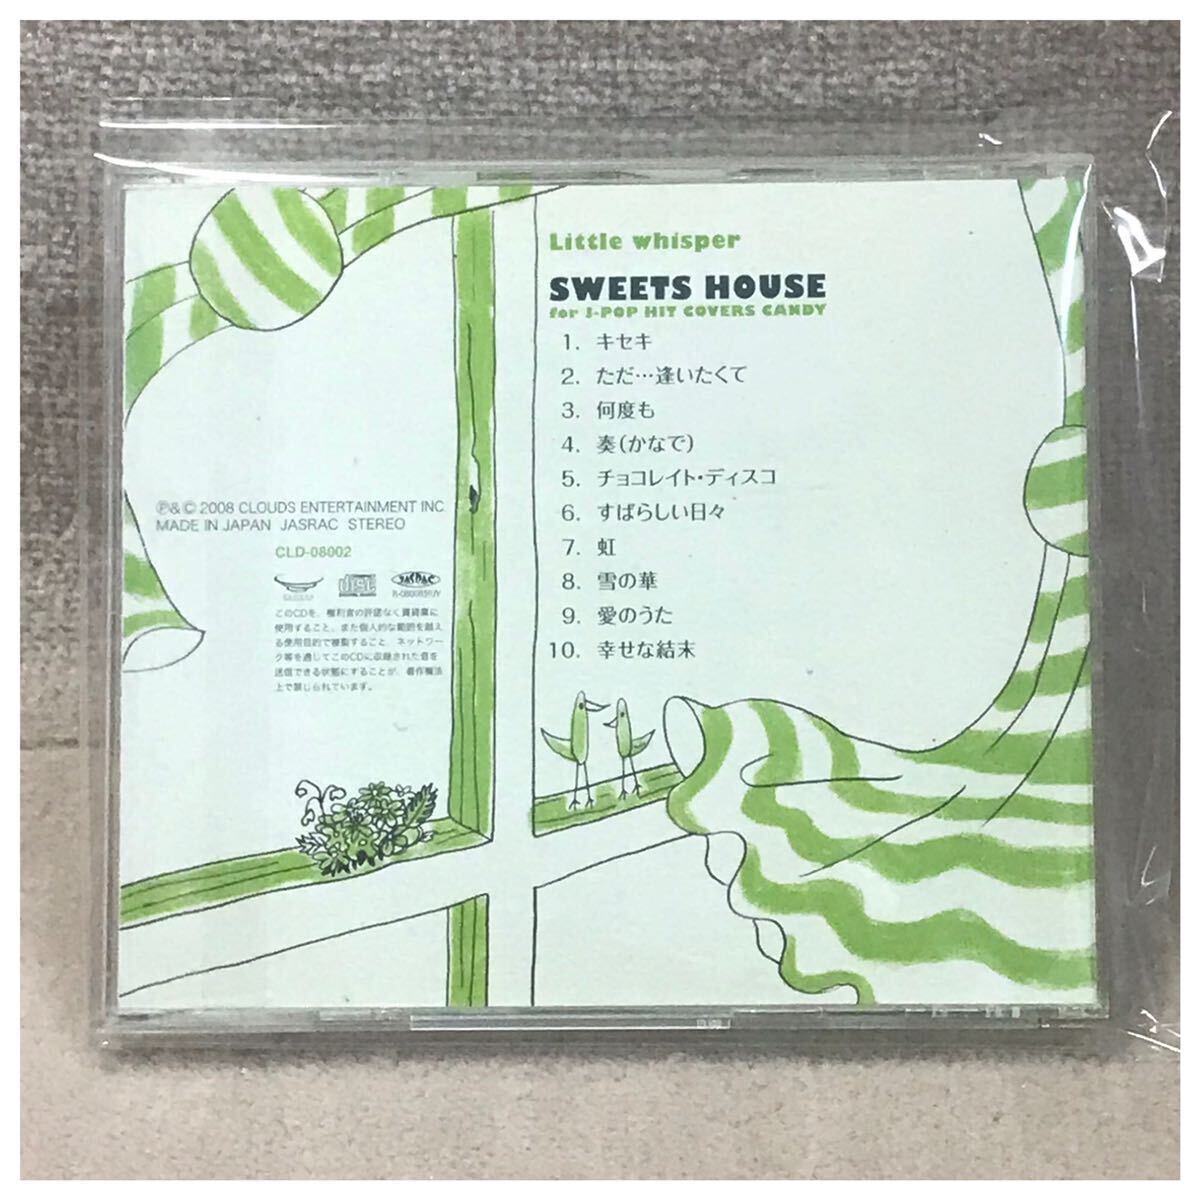 Little whisper
SWEETS HOUSE
for J-POP HIT COVERS CANDY
1. キセキ
2. ただ…逢いたくて
3. 何度も
4. 奏(かなで)
5. チョコレイト・ディスコ
6. すばらしい日々
7. 虹
8. 雪の華
9. 愛のうた
10. 幸せな結末
℗&© 2008 CLOUDS ENTERTAINMENT INC
MADE IN JAPAN JASRAC STEREO
CLD-08002
disc
JASRAC
このCDを、権利者の許諾なく賃貸業に
使用すること、また個人的な範囲を越え
る使用目的で複製すること、ネットワー
ク等を通じてこのCDに収録された音を
送信できる状態にすることが、著作権法
上で禁じられています。